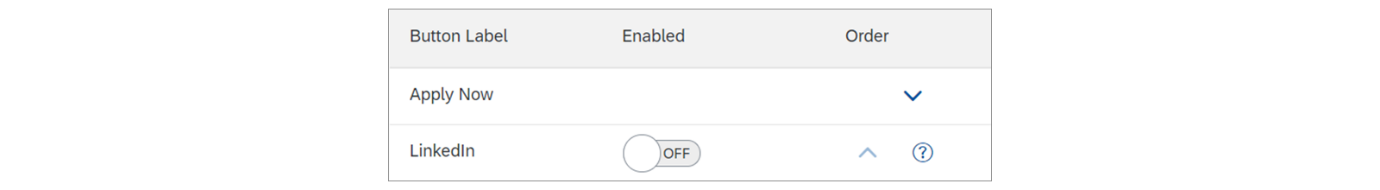 Button Label Enabled Order
Apply Now
LinkedIn OFF ?